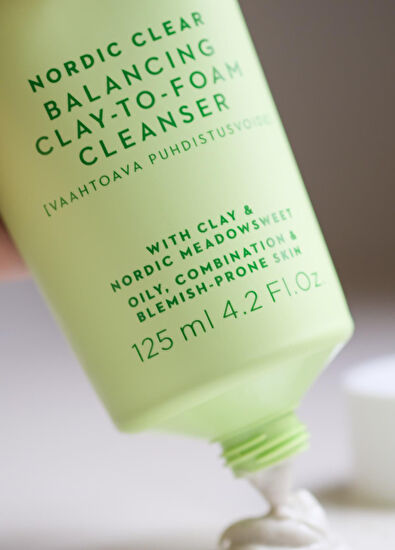 NORDIC CLEAR
BALANCING
CLAY-TO-FOAM
CLEANSER
[VAAHTOAVA PUHDISTUSVOIDE]
WITH CLAY &
NORDIC MEADOWSWEET
OILY, COMBINATION &
BLEMISH-PRONE SKIN
125 ml 4.2 Fl.Oz.